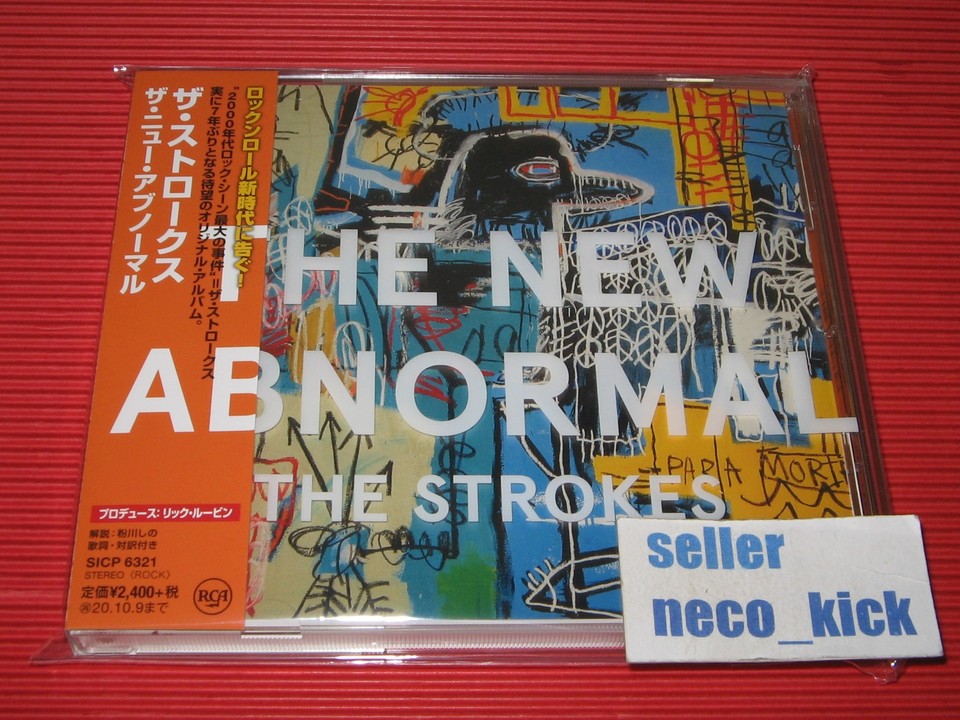 ロックンロール新時代に告ぐ!
"2000年代ロック・シーン最大の事件"=ザ・ストロークス
実に7年ぶりとなる待望のオリジナル・アルバム。
ザ・ストロークス
ザ・ニュー・アブノーマル
THE NEW
ABNORMAL
THE STROKES
PARA MORI
プロデュース:リック・ルービン
解説:粉川しの
歌詞・対訳付き
SICP 6321
STEREO〈ROCK〉
定価¥2,400+税
㊡20.10.9まで
RCA
seller
neco_kick